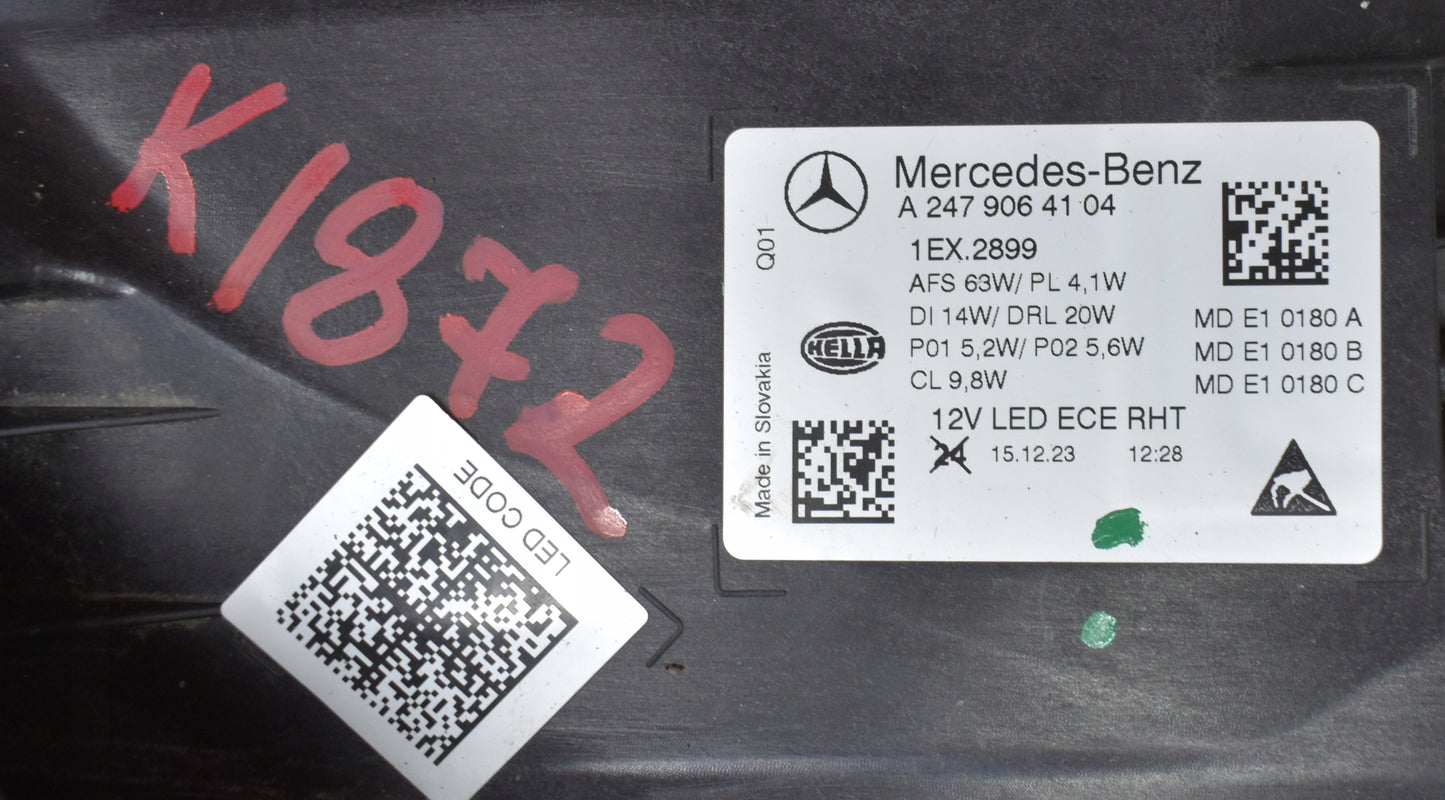 K1872
LED CODE
Mercedes-Benz
A 247 906 41 04
Q01
1EX.2899
AFS 63W/ PL 4,1W
DI 14W/ DRL 20W
P01 5,2W/ P02 5,6W
CL 9,8W
MD E1 0180 A
MD E1 0180 B
MD E1 0180 C
HELLA
Made in Slovakia
12V LED ECE RHT
24 15.12.23 12:28